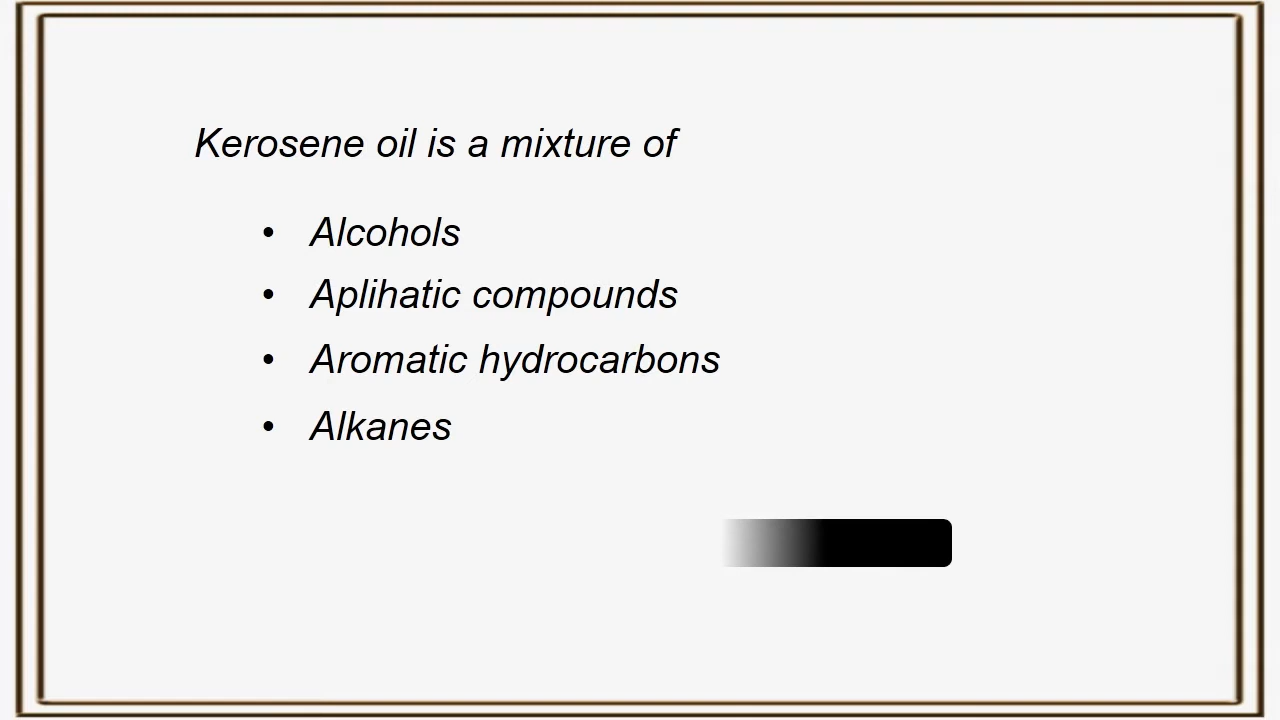 Kerosene oil is a mixture of
• Alcohols
• Aplihatic compounds
• Aromatic hydrocarbons
• Alkanes